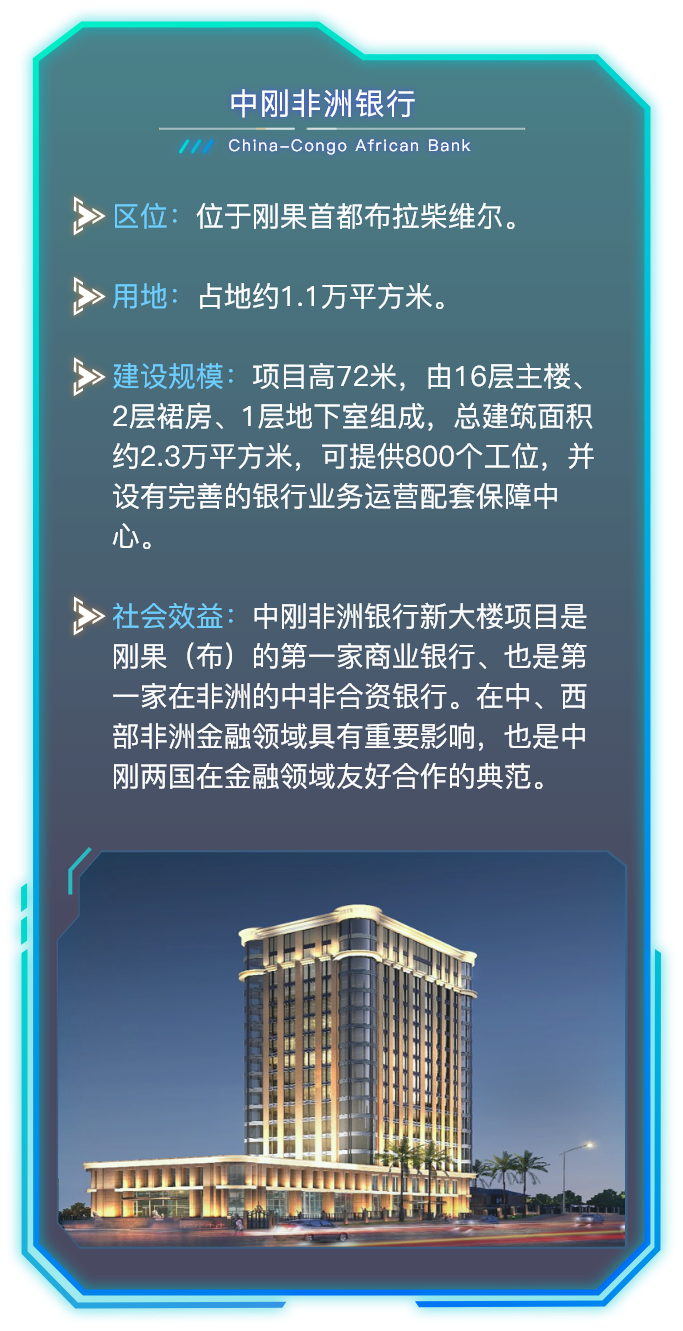 中刚非洲银行
China-Congo African Bank
区位：位于刚果首都布拉柴维尔。
用地：占地约1.1万平方米。
建设规模：项目高72米，由16层主楼、
2层裙房、1层地下室组成，总建筑面积
约2.3万平方米，可提供800个工位，并
设有完善的银行业务运营配套保障中
心。
社会效益：中刚非洲银行新大楼项目是
刚果（布）的第一家商业银行、也是第
一家在非洲的中非合资银行。在中、西
部非洲金融领域具有重要影响，也是中
刚两国在金融领域友好合作的典范。